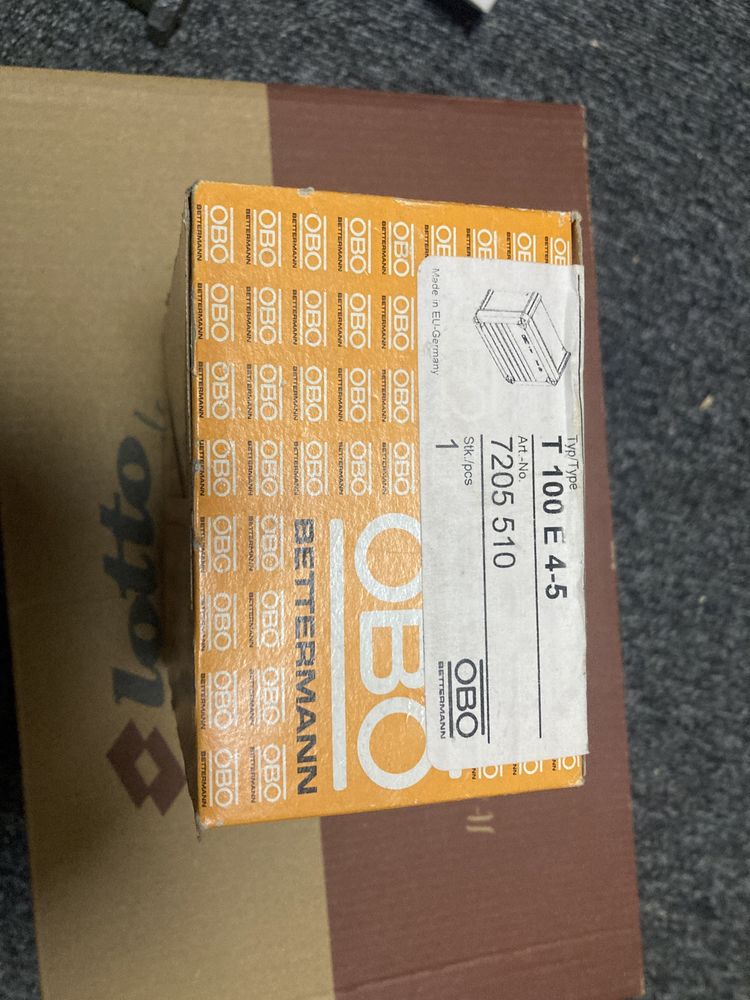 Typ/Type
T 100 E 4-5
Art.-No.
7205 510
Stk./pcs
1
Made in EU-Germany
OBO
BETTERMANN
OBO
BETTERMANN
lotto